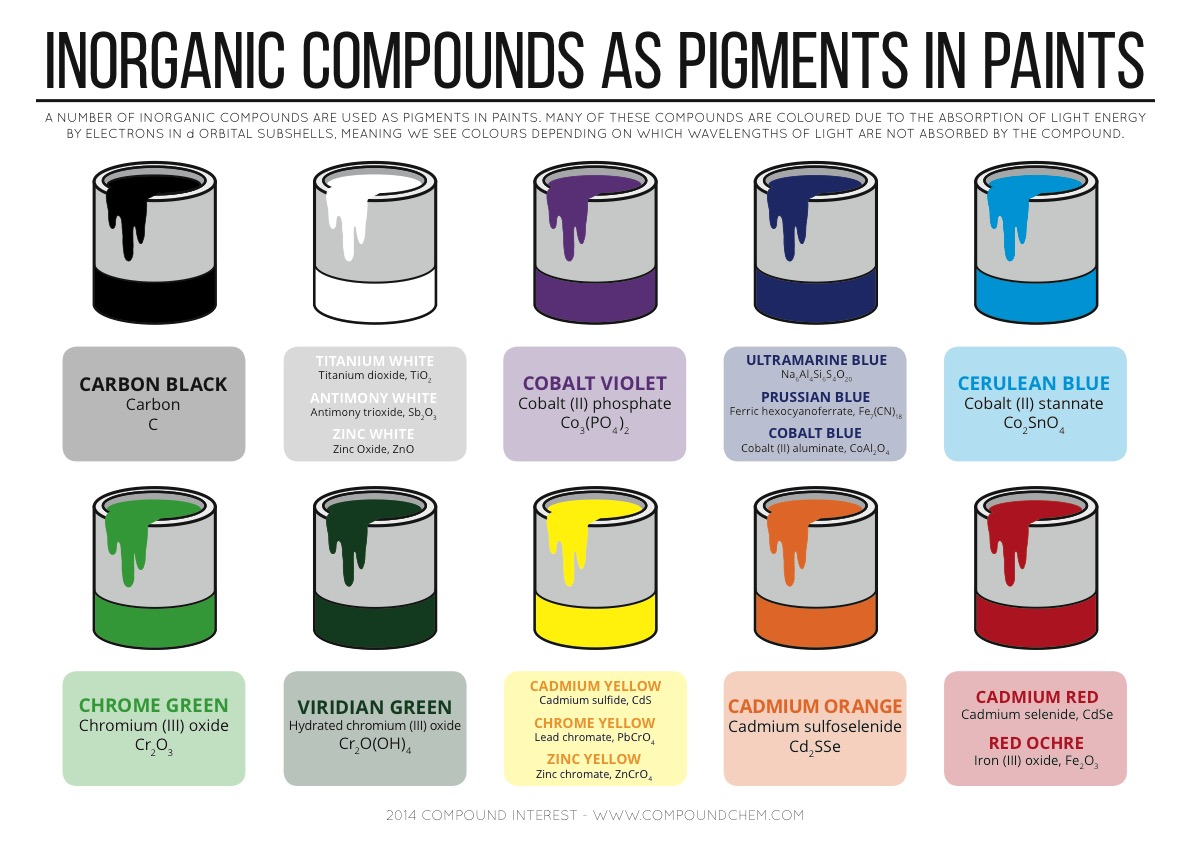 INORGANIC COMPOUNDS AS PIGMENTS IN PAINTS
A NUMBER OF INORGANIC COMPOUNDS ARE USED AS PIGMENTS IN PAINTS. MANY OF THESE COMPOUNDS ARE COLOURED DUE TO THE ABSORPTION OF LIGHT ENERGY
BY ELECTRONS IN d ORBITAL SUBSHELLS, MEANING WE SEE COLOURS DEPENDING ON WHICH WAVELENGTHS OF LIGHT ARE NOT ABSORBED BY THE COMPOUND.
CARBON BLACK
Carbon
C
TITANIUM WHITE
Titanium dioxide, TiO₂
ANTIMONY WHITE
Antimony trioxide, Sb₂O₃
ZINC WHITE
Zinc Oxide, ZnO
COBALT VIOLET
Cobalt (II) phosphate
Co₃(PO₄)₂
ULTRAMARINE BLUE
Na₆Al₄Si₆S₄O₂₀
PRUSSIAN BLUE
Ferric hexocyanoferrate, Fe₇(CN)₁₈
COBALT BLUE
Cobalt (II) aluminate, CoAl₂O₄
CERULEAN BLUE
Cobalt (II) stannate
Co₂SnO₄
CHROME GREEN
Chromium (III) oxide
Cr₂O₃
VIRIDIAN GREEN
Hydrated chromium (III) oxide
Cr₂O(OH)₄
CADMIUM YELLOW
Cadmium sulfide, CdS
CHROME YELLOW
Lead chromate, PbCrO₄
ZINC YELLOW
Zinc chromate, ZnCrO₄
CADMIUM ORANGE
Cadmium sulfoselenide
Cd₂SSe
CADMIUM RED
Cadmium selenide, CdSe
RED OCHRE
Iron (III) oxide, Fe₂O₃
2014 COMPOUND INTEREST - WWW.COMPOUNDCHEM.COM